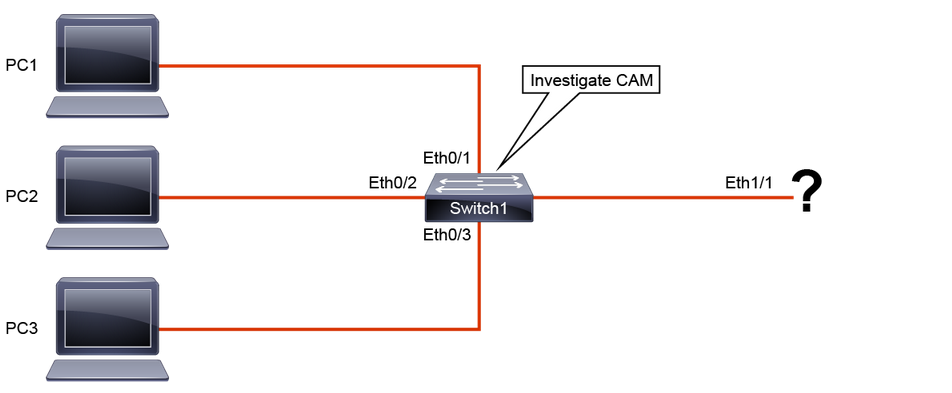 PC1
Investigate CAM
Eth0/1
Eth0/2
Eth1/1
?
PC2
Switch1
Eth0/3
PC3